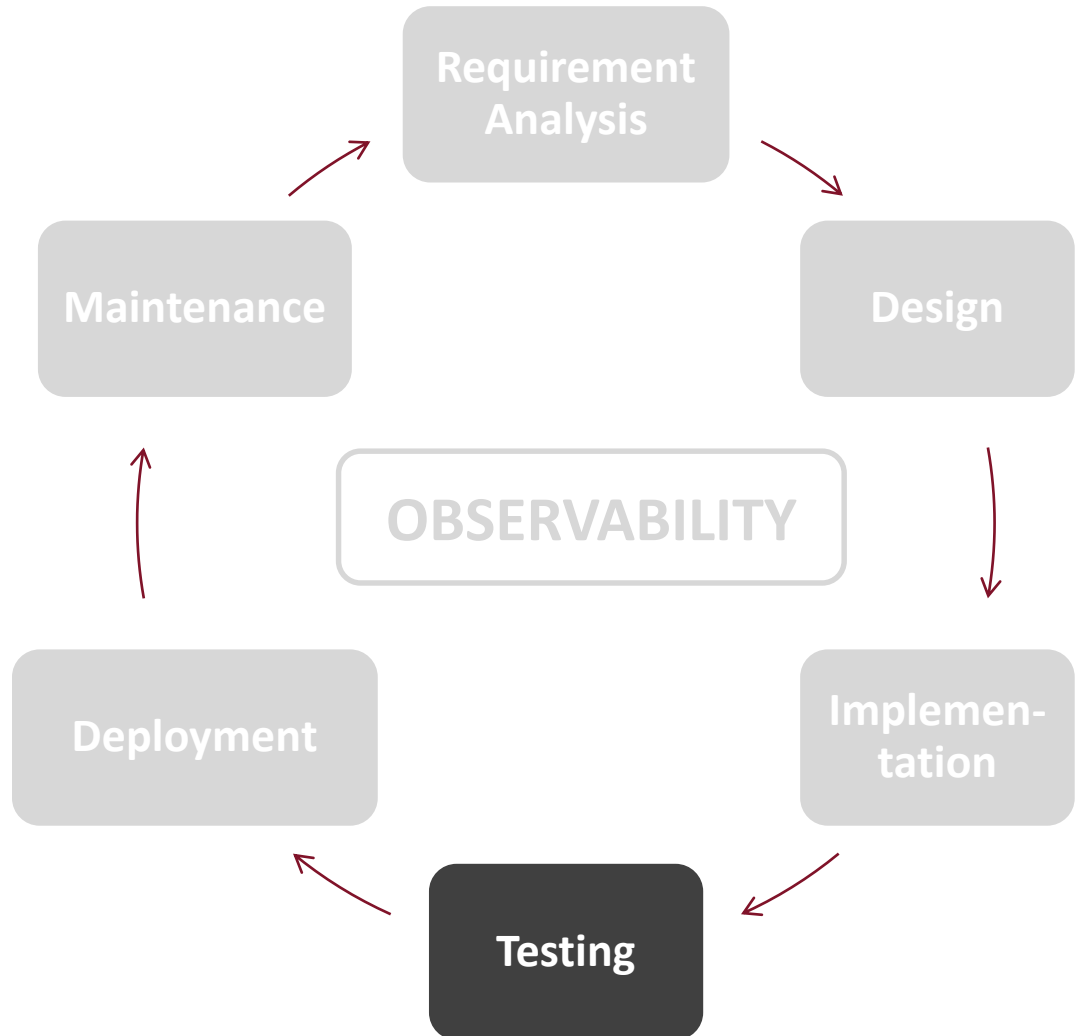 Requirement
Analysis
Maintenance
Design
OBSERVABILITY
Deployment
Implemen-
tation
Testing